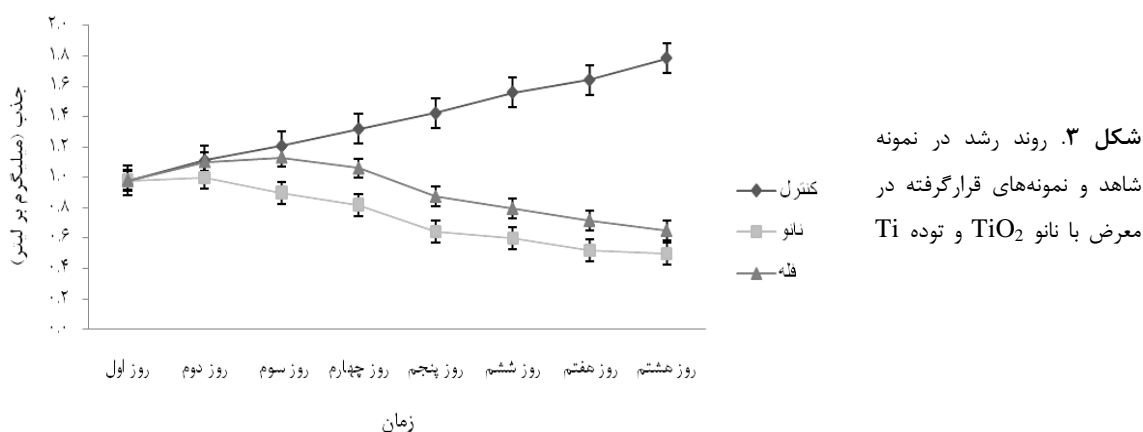 ۲.۰
۱.۸
۱.۶
۱.۴
۱.۲
۱.۰
۰.۸
۰.۶
۰.۴
۰.۲
۰.۰
جذب (میلیگرم بر لیتر)
روز اول
روز دوم
روز سوم
روز چهارم
روز پنجم
روز ششم
روز هفتم
روز هشتم
زمان
کنترل
نانو
فله
شکل ۳. روند رشد در نمونه
شاهد و نمونه‌های قرارگرفته در
معرض با نانو TiO₂ و توده Ti